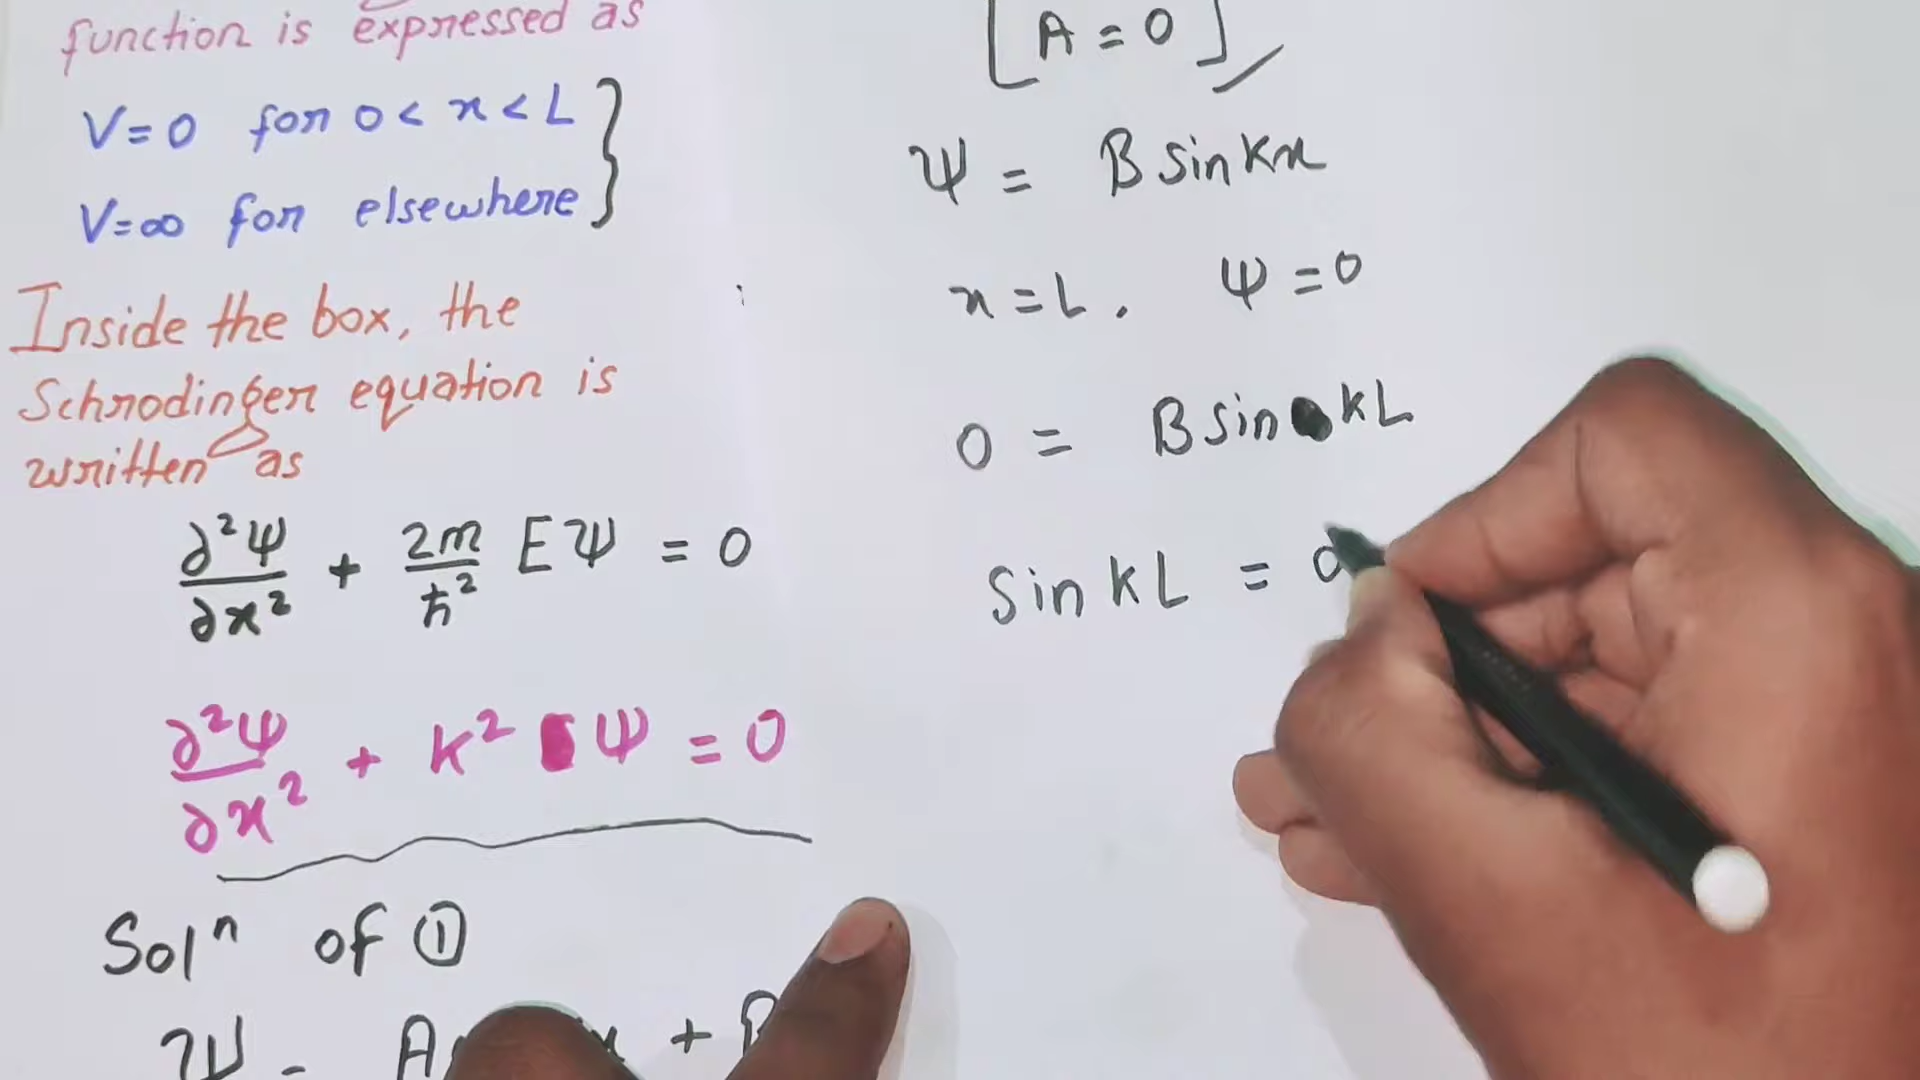 function is expressed as
V=0 for 0< x < L
V=∞ for elsewhere
Inside the box, the
Schrodinger equation is
written as
∂²Ψ/∂x² + 2m/ħ² EΨ = 0
∂²Ψ/∂x² + K² Ψ = 0
Solⁿ of ①
Ψ = A + B
[A = 0]
Ψ = B sin kx
x = L . Ψ = 0
0 = B sin kL
Sin kL = 0